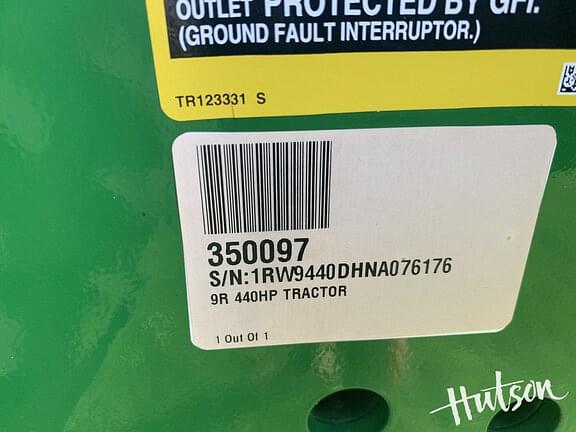 OUTLET PROTECTED BY GFI.
(GROUND FAULT INTERRUPTOR.)
TR123331 S
350097
S/N:1RW9440DHNA076176
9R 440HP TRACTOR
1 Out Of 1
Hutson